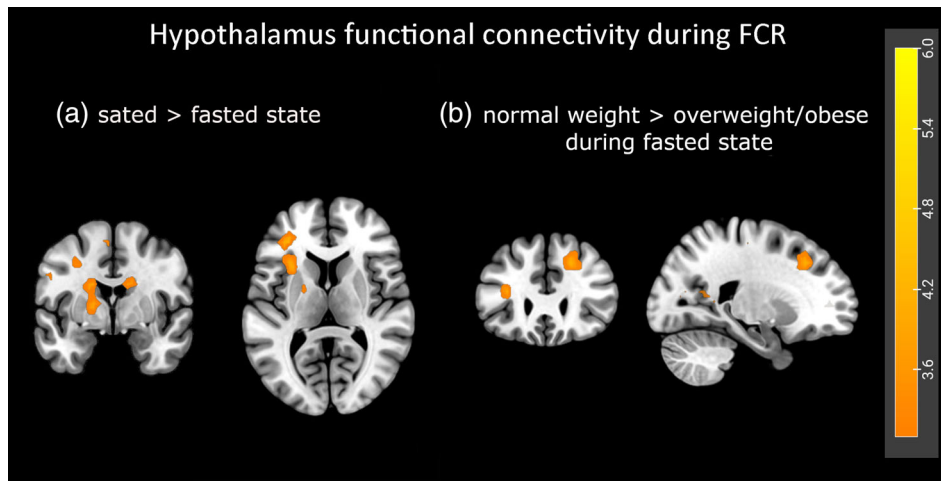 Hypothalamus functional connectivity during FCR
(a) sated > fasted state
(b) normal weight > overweight/obese
during fasted state
6.0
5.4
4.8
4.2
3.6